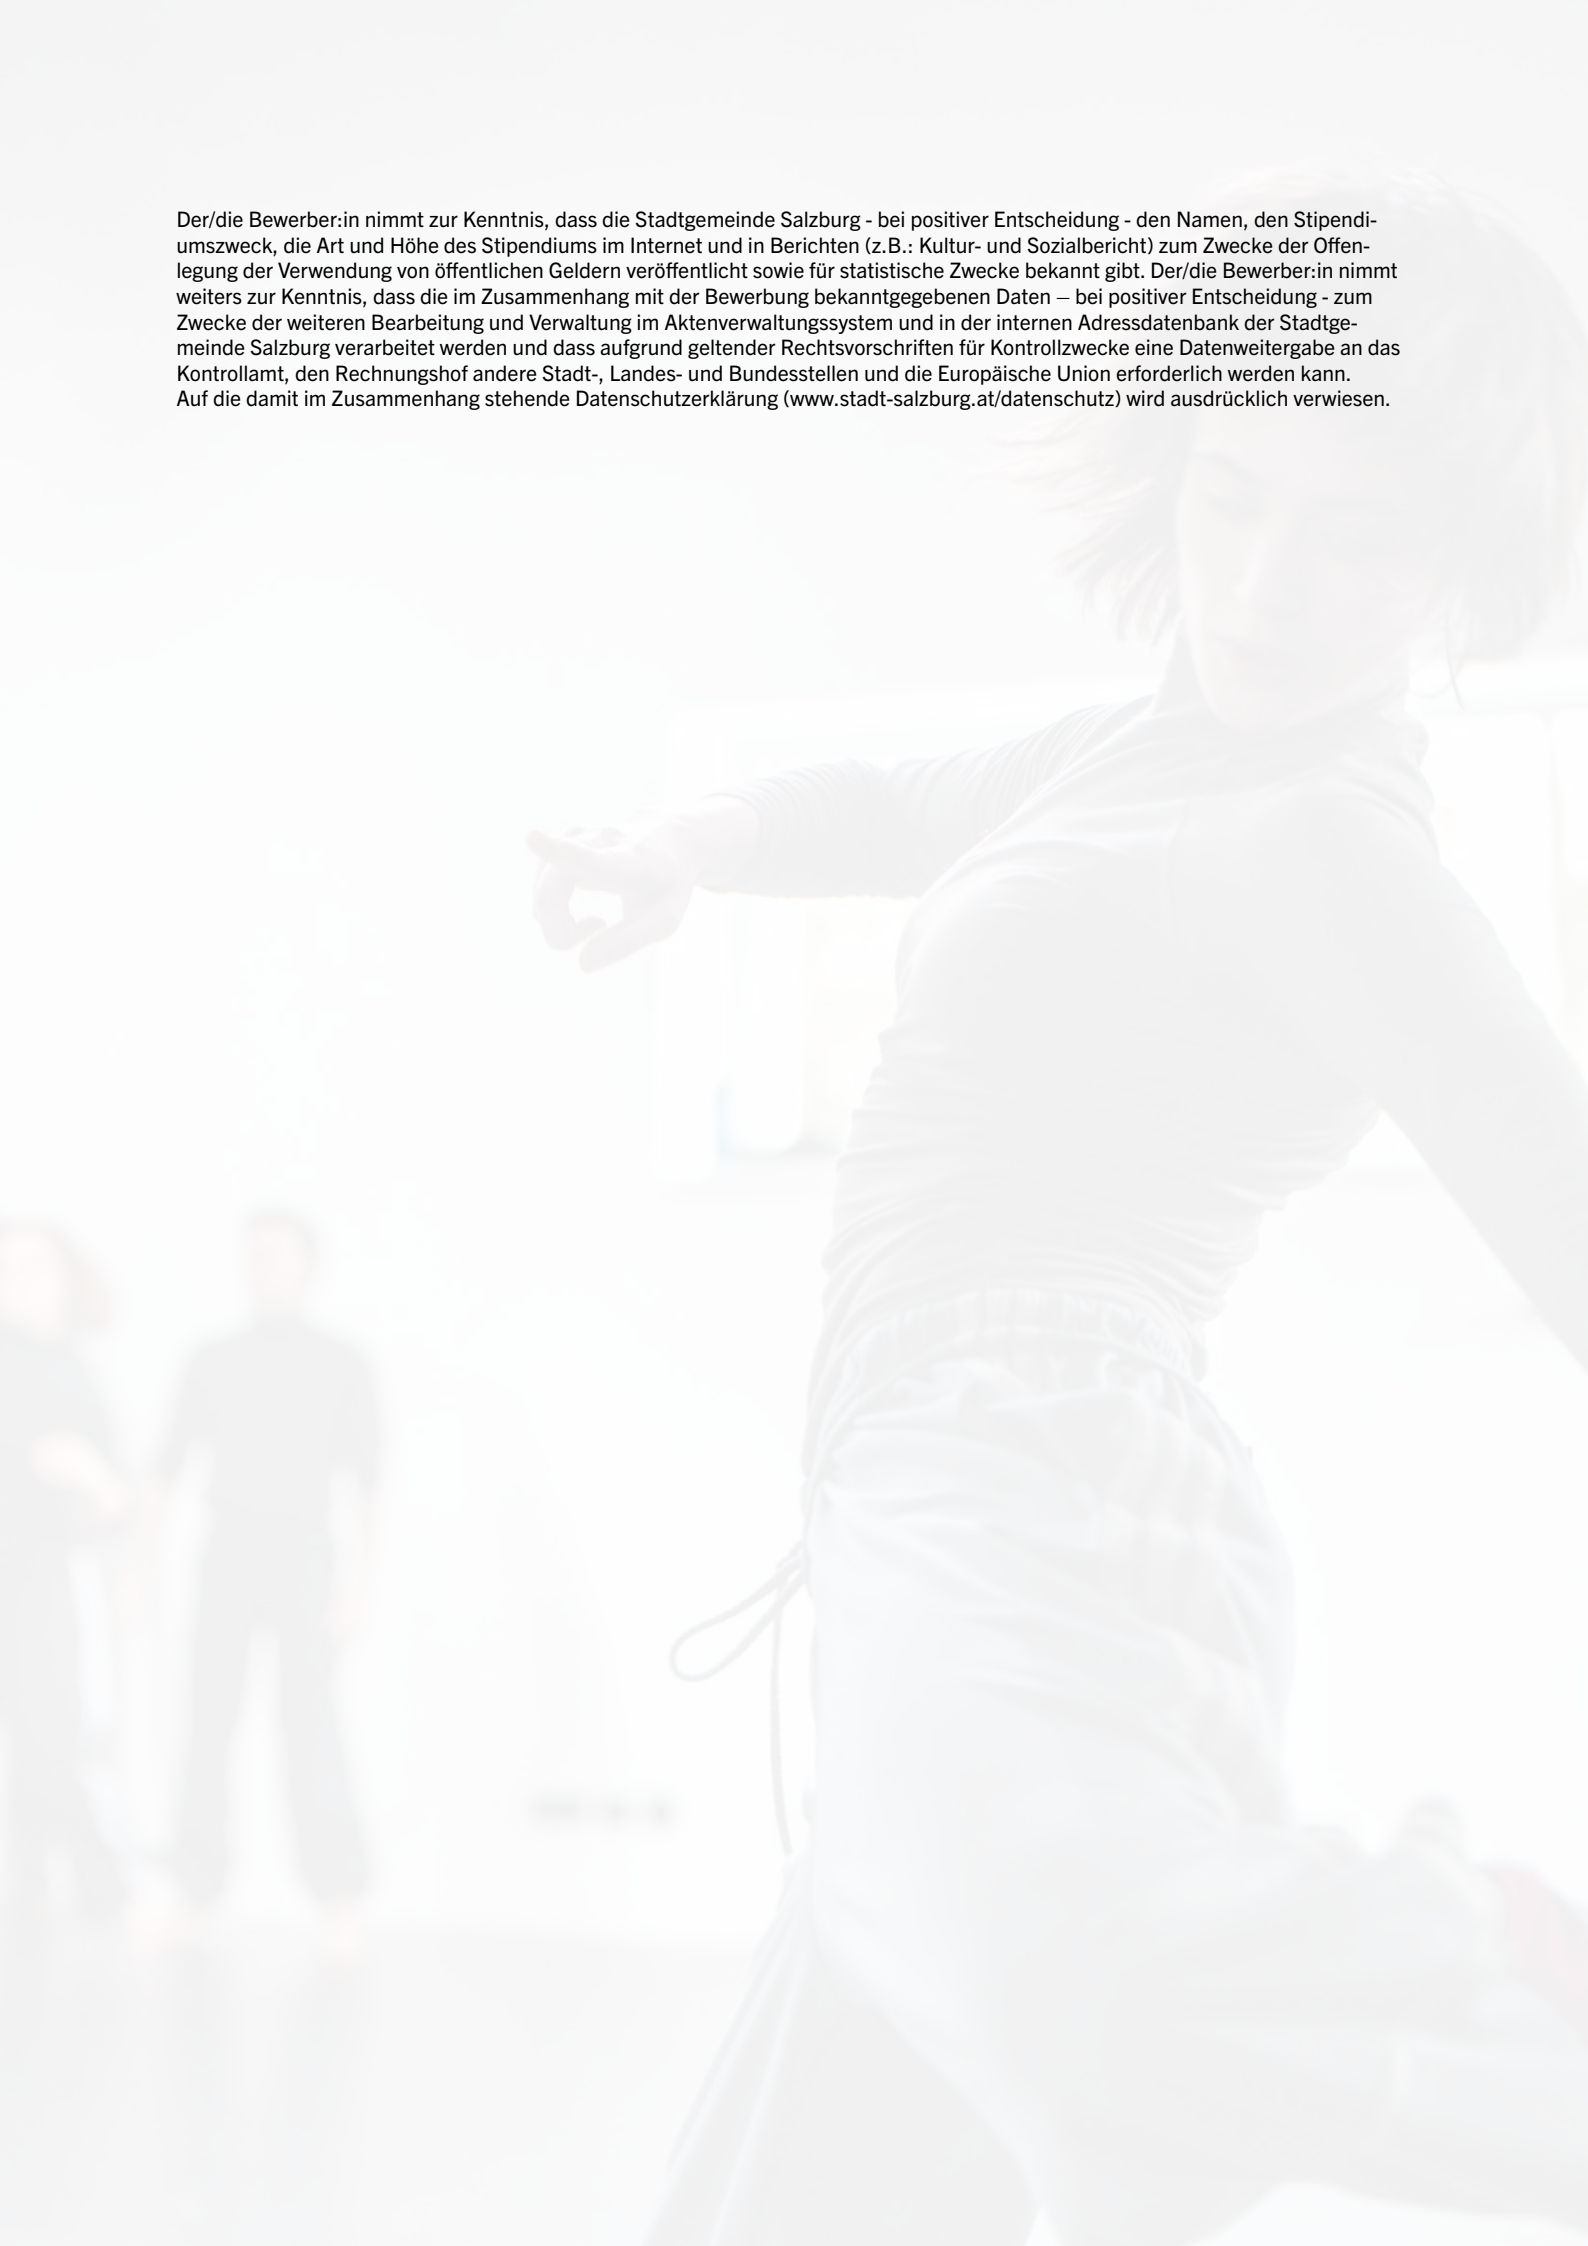 Der/die Bewerber:in nimmt zur Kenntnis, dass die Stadtgemeinde Salzburg - bei positiver Entscheidung - den Namen, den Stipendi-
umszweck, die Art und Höhe des Stipendiums im Internet und in Berichten (z.B.: Kultur- und Sozialbericht) zum Zwecke der Offen-
legung der Verwendung von öffentlichen Geldern veröffentlicht sowie für statistische Zwecke bekannt gibt. Der/die Bewerber:in nimmt
weiters zur Kenntnis, dass die im Zusammenhang mit der Bewerbung bekanntgegebenen Daten – bei positiver Entscheidung - zum
Zwecke der weiteren Bearbeitung und Verwaltung im Aktenverwaltungssystem und in der internen Adressdatenbank der Stadtge-
meinde Salzburg verarbeitet werden und dass aufgrund geltender Rechtsvorschriften für Kontrollzwecke eine Datenweitergabe an das
Kontrollamt, den Rechnungshof andere Stadt-, Landes- und Bundesstellen und die Europäische Union erforderlich werden kann.
Auf die damit im Zusammenhang stehende Datenschutzerklärung (www.stadt-salzburg.at/datenschutz) wird ausdrücklich verwiesen.